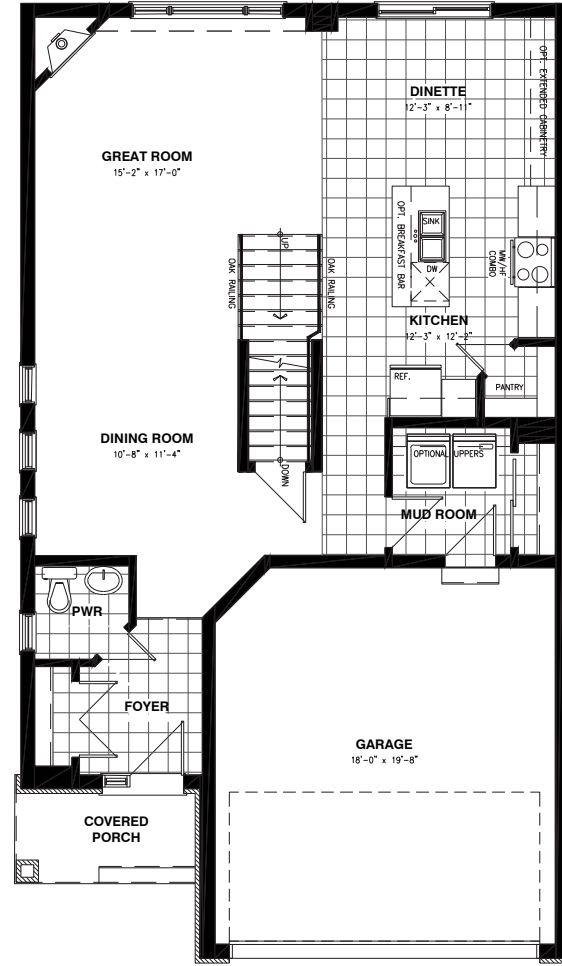 DINETTE
12'-3" x 8'-11"
OPT. EXTENDED CABINETRY
GREAT ROOM
15'-2" x 17'-0"
OPT. BREAKFAST BAR
SINK
DW
MW/HF
COMBO
UP
OAK RAILING
OAK RAILING
KITCHEN
12'-3" x 12'-2"
REF.
PANTRY
DINING ROOM
10'-8" x 11'-4"
DOWN
OPTIONAL UPPERS
MUD ROOM
PWR
FOYER
GARAGE
18'-0" x 19'-8"
COVERED
PORCH